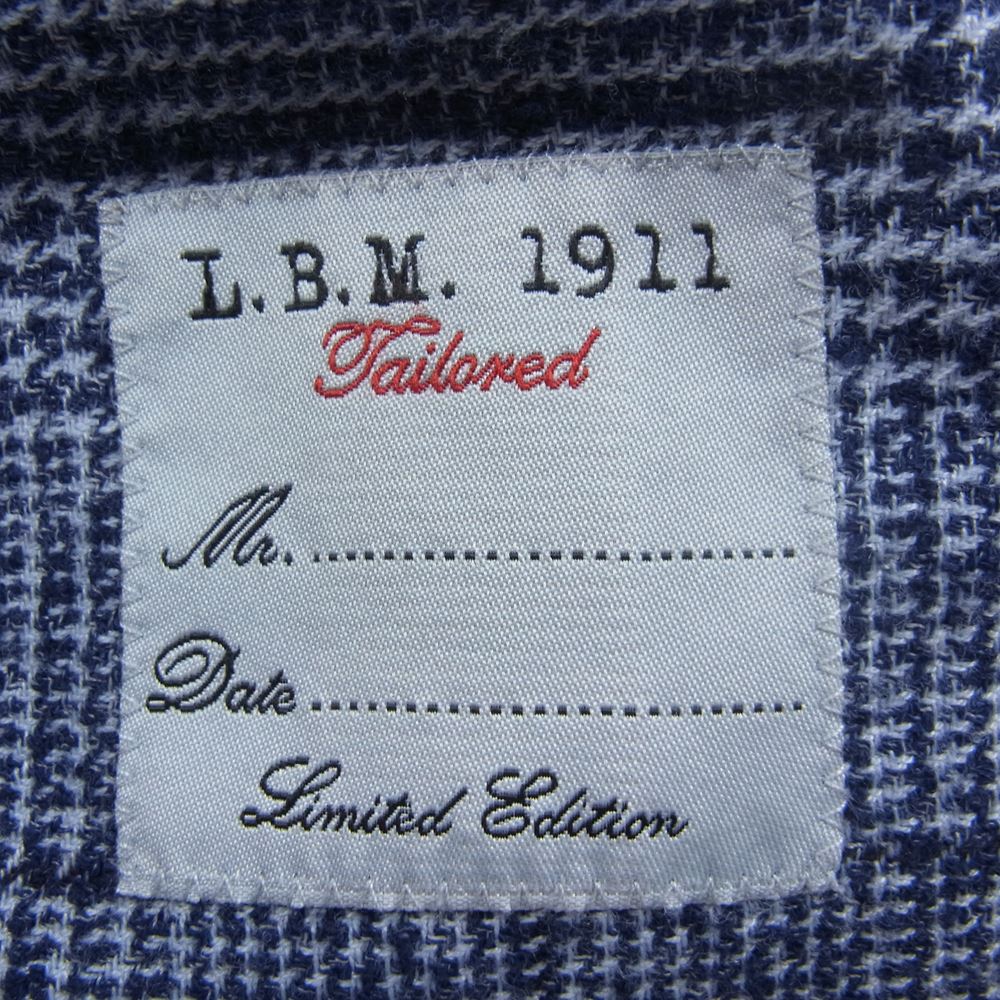 L.B.M. 1911
Tailored
Mr. ....................................
Date ....................................
Limited Edition